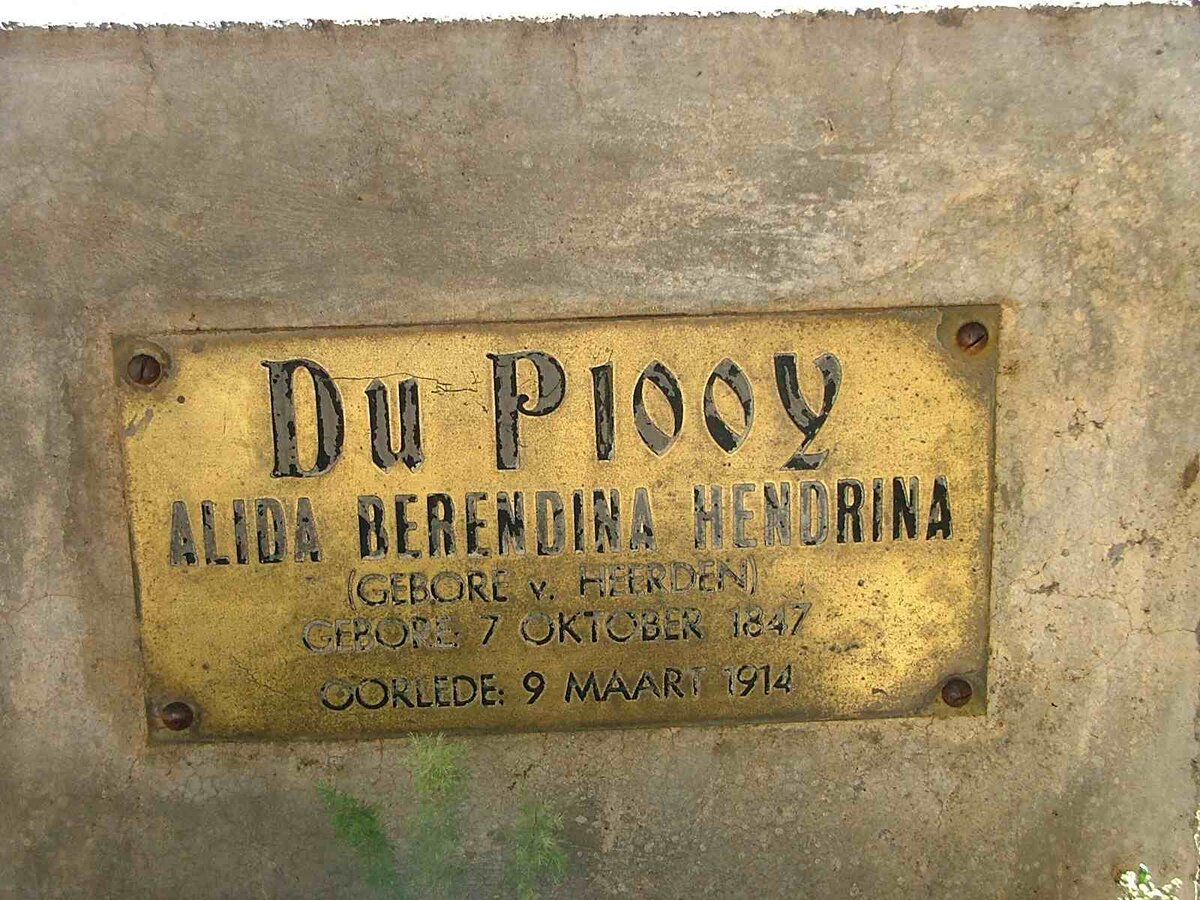 Du Plooy
ALIDA BERENDINA HENDRINA
(GEBORE v. HEERDEN)
GEBORE: 7 OKTOBER 1847
OORLEDE: 9 MAART 1914